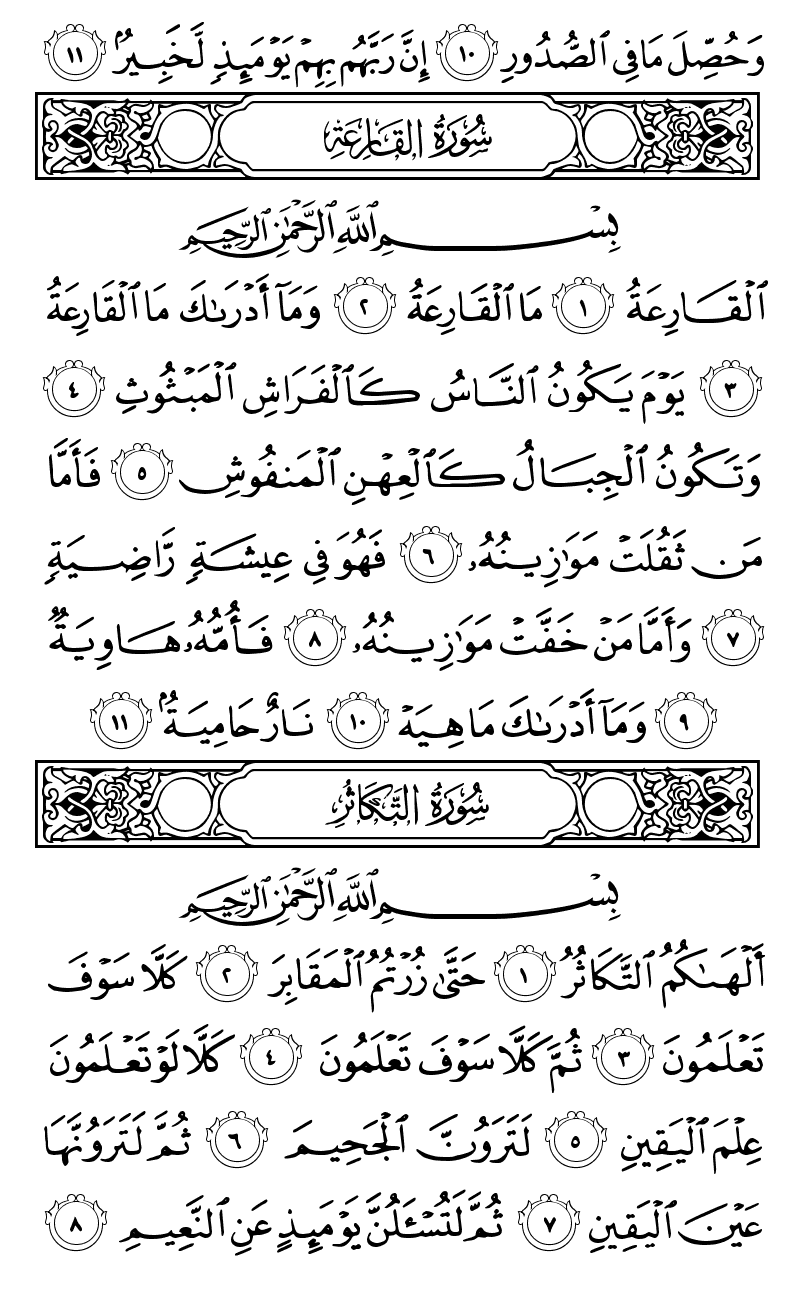 وَحُصِّلَ مَا فِي ٱلصُّدُورِ ١٠ إِنَّ رَبَّهُم بِهِمۡ يَوۡمَئِذٖ لَّخَبِيرُۢ ١١
سُورَةُ القَارِعَةِ
بِسۡمِ ٱللَّهِ ٱلرَّحۡمَٰنِ ٱلرَّحِيمِ
ٱلۡقَارِعَةُ ١ مَا ٱلۡقَارِعَةُ ٢ وَمَآ أَدۡرَىٰكَ مَا ٱلۡقَارِعَةُ
٣ يَوۡمَ يَكُونُ ٱلنَّاسُ كَٱلۡفَرَاشِ ٱلۡمَبۡثُوثِ ٤
وَتَكُونُ ٱلۡجِبَالُ كَٱلۡعِهۡنِ ٱلۡمَنفُوشِ ٥ فَأَمَّا
مَن ثَقُلَتۡ مَوَٰزِينُهُۥ ٦ فَهُوَ فِي عِيشَةٖ رَّاضِيَةٖ
٧ وَأَمَّا مَنۡ خَفَّتۡ مَوَٰزِينُهُۥ ٨ فَأُمُّهُۥ هَاوِيَةٞ
٩ وَمَآ أَدۡرَىٰكَ مَا هِيَهۡ ١٠ نَارٌ حَامِيَةُۢ ١١
سُورَةُ التَّكَاثُرِ
بِسۡمِ ٱللَّهِ ٱلرَّحۡمَٰنِ ٱلرَّحِيمِ
أَلۡهَىٰكُمُ ٱلتَّكَاثُرُ ١ حَتَّىٰ زُرۡتُمُ ٱلۡمَقَابِرَ ٢ كَلَّا سَوۡفَ
تَعۡلَمُونَ ٣ ثُمَّ كَلَّا سَوۡفَ تَعۡلَمُونَ ٤ كَلَّا لَوۡ تَعۡلَمُونَ
عِلۡمَ ٱلۡيَقِينِ ٥ لَتَرَوُنَّ ٱلۡجَحِيمَ ٦ ثُمَّ لَتَرَوُنَّهَا
عَيۡنَ ٱلۡيَقِينِ ٧ ثُمَّ لَتُسۡـَٔلُنَّ يَوۡمَئِذٍ عَنِ ٱلنَّعِيمِ ٨